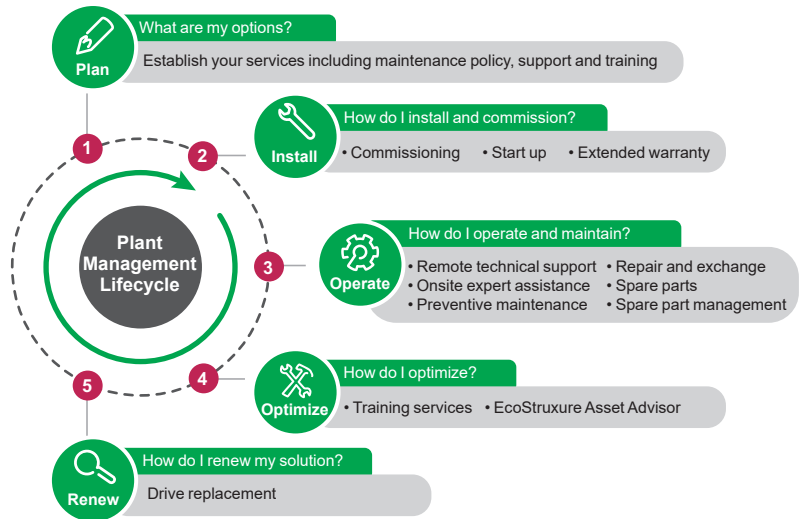 What are my options?
Plan
Establish your services including maintenance policy, support and training
1
2
How do I install and commission?
Install
• Commissioning • Start up • Extended warranty
Plant
Management
Lifecycle
3
How do I operate and maintain?
Operate
• Remote technical support • Repair and exchange
• Onsite expert assistance • Spare parts
• Preventive maintenance • Spare part management
4
How do I optimize?
Optimize
• Training services • EcoStruxure Asset Advisor
5
How do I renew my solution?
Renew
Drive replacement